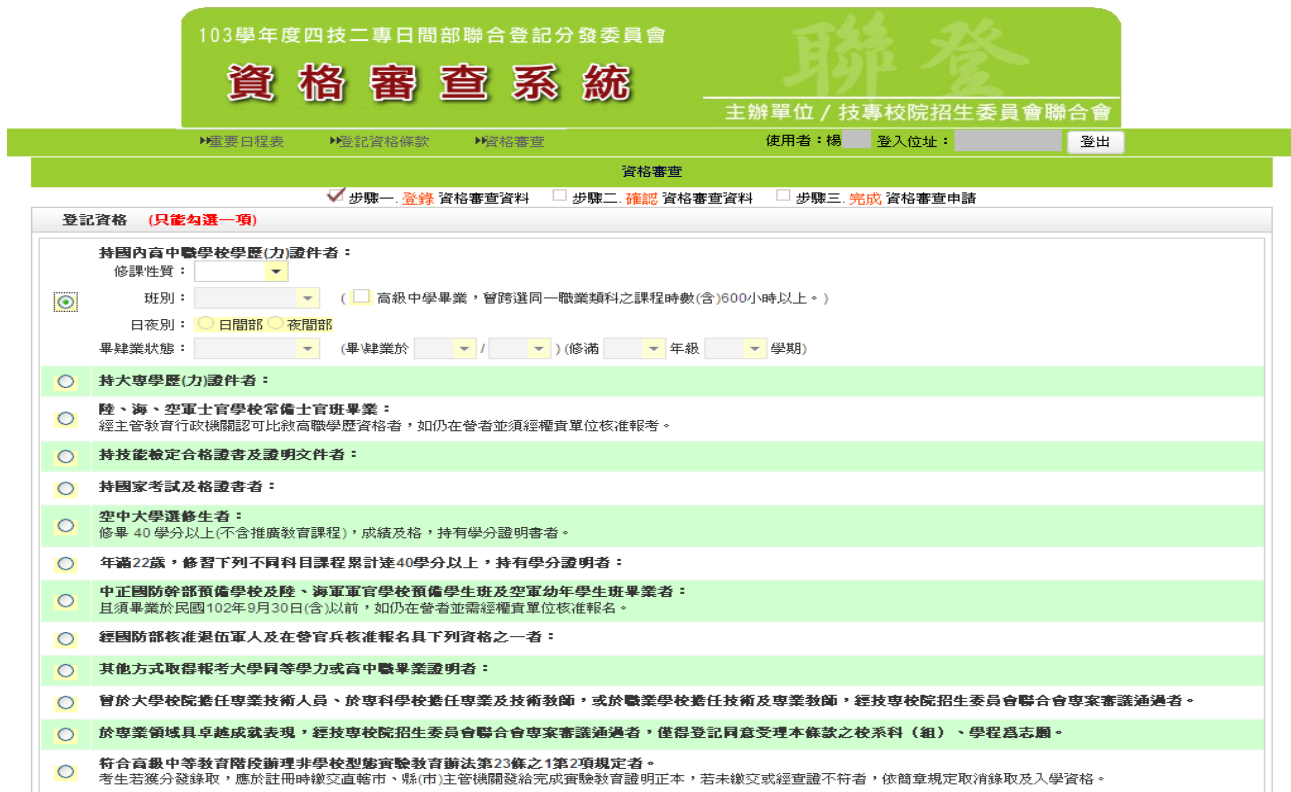 103學年度四技二專日間部聯合登記分發委員會
聯登
資格審查系統
主辦單位 / 技專校院招生委員會聯合會
重要日程表 登記資格條款 資格審查 使用者：楊 登入位址： 登出
資格審查
步驟一. 登錄 資格審查資料 步驟二. 確認 資格審查資料 步驟三. 完成 資格審查申請
登記資格 (只能勾選一項)
持國內高中職學校學歷(力)證件者：
修課性質：
班別： ( 高級中學畢業，曾跨選同一職業類科之課程時數(含)600小時以上。)
日夜別： 日間部 夜間部
畢肄業狀態： (畢\肄業於 / ) (修滿 年級 學期)
持大專學歷(力)證件者：
陸、海、空軍士官學校常備士官班畢業：
經主管教育行政機關認可比敘高職學歷資格者，如仍在營者並須經權責單位核准報考。
持技能檢定合格證書及證明文件者：
持國家考試及格證書者：
空中大學選修生者：
修畢 40 學分以上(不含推廣教育課程)，成績及格，持有學分證明書者。
年滿22歲，修習下列不同科目課程累計達40學分以上，持有學分證明者：
中正國防幹部預備學校及陸、海軍軍官學校預備學生班及空軍幼年學生班畢業者：
且須畢業於民國102年9月30日(含)以前，如仍在營者並需經權責單位核准報名。
經國防部核准退伍軍人及在營官兵核准報名具下列資格之一者：
其他方式取得報考大學同等學力或高中職畢業證明者：
曾於大學校院擔任專業技術人員、於專科學校擔任專業及技術教師，或於職業學校擔任技術及專業教師，經技專校院招生委員會聯合會專案審議通過者。
於專業領域具卓越成就表現，經技專校院招生委員會聯合會專案審議通過者，僅得登記同意受理本條款之校系科（組）、學程為志願。
符合高級中等教育階段辦理非學校型態實驗教育辦法第23條之1第2項規定者。
考生若獲分發錄取，應於註冊時繳交直轄市、縣(市)主管機關發給完成實驗教育證明正本，若未繳交或經查證不符者，依簡章規定取消錄取及入學資格。